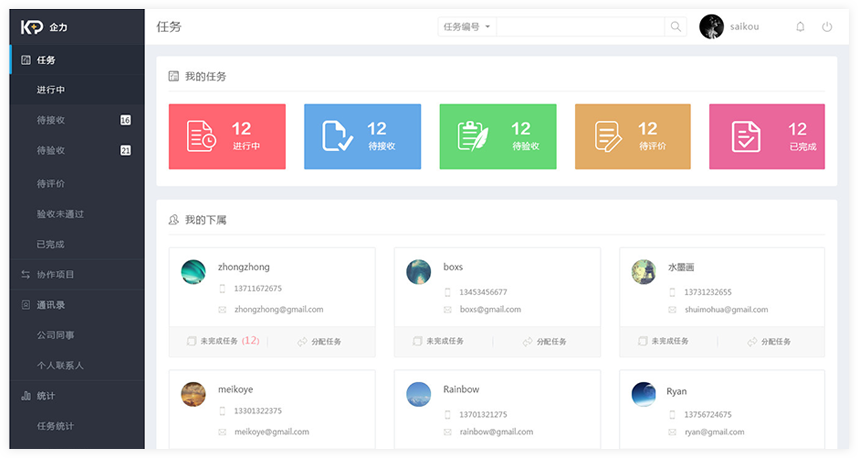 KP 企力
任务
任务编号
saikou
任务
进行中
待接收 16
待验收 21
待评价
验收未通过
已完成
协作项目
通讯录
公司同事
个人联系人
统计
任务统计
我的任务
12 进行中
12 待接收
12 待验收
12 待评价
12 已完成
我的下属
zhongzhong
13711672675
zhongzhong@gmail.com
未完成任务 (12) 分配任务
boxs
13453456677
boxs@gmail.com
未完成任务 分配任务
水墨画
13731232655
shuimohua@gmail.com
未完成任务 分配任务
meikoye
13301322375
meikoye@gmail.com
Rainbow
13701321275
rainbow@gmail.com
Ryan
13756724675
ryan@gmail.com